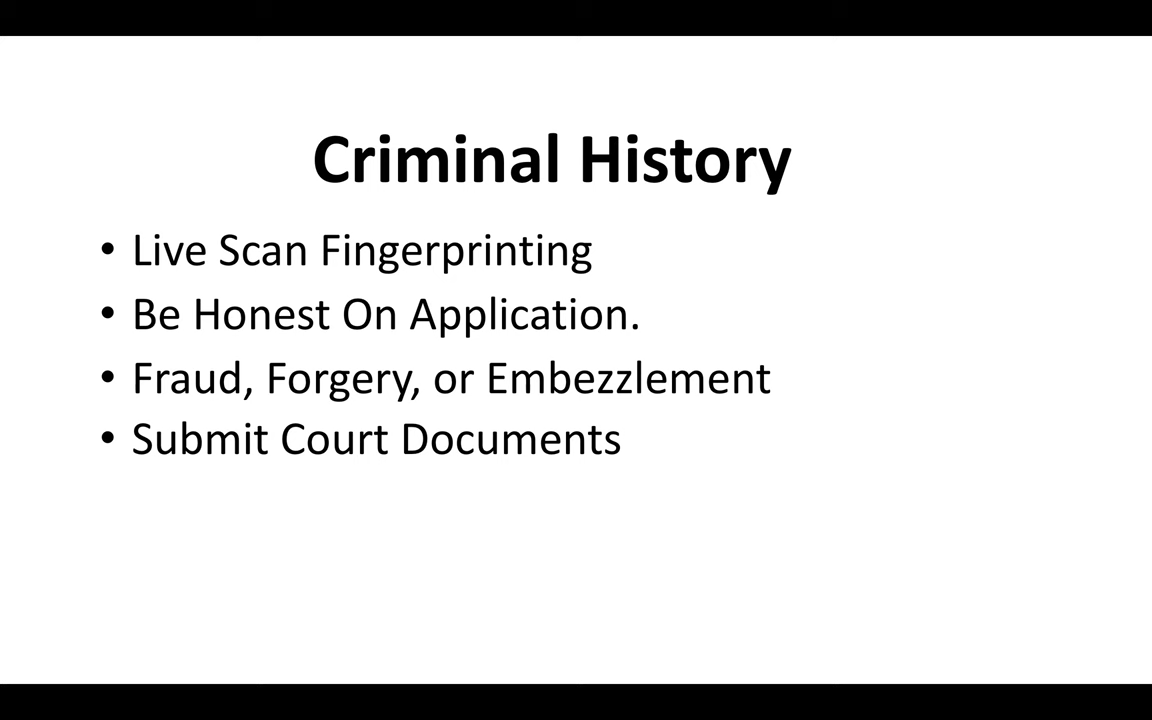 Criminal History
• Live Scan Fingerprinting
• Be Honest On Application.
• Fraud, Forgery, or Embezzlement
• Submit Court Documents